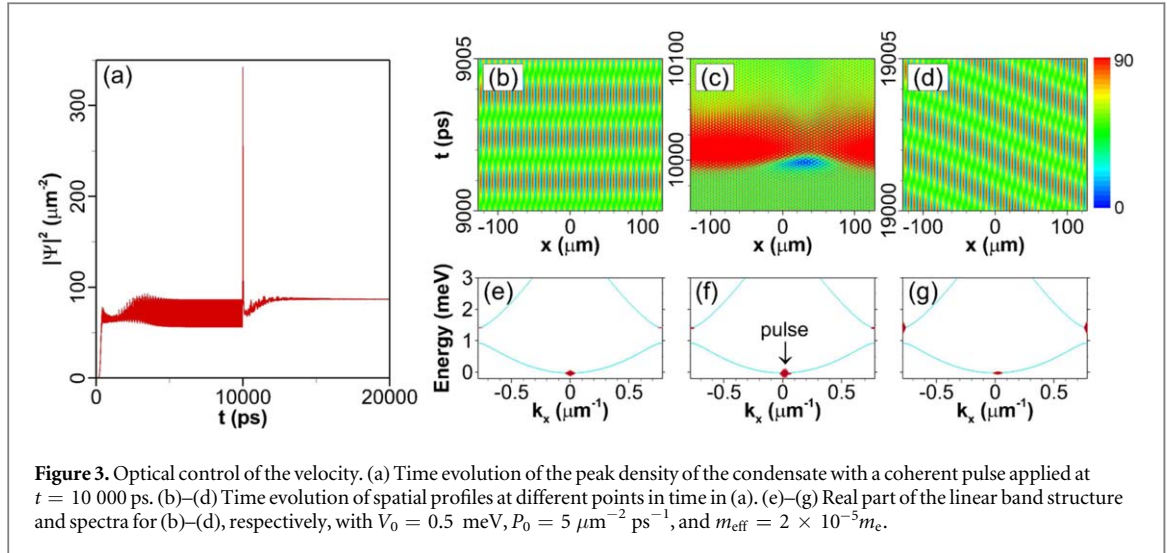 (a)
|Ψ|² (μm⁻²)
300
200
100
0
0
10000
20000
t (ps)
(b)
(c)
(d)
t (ps)
9005
9000
10100
10000
19005
19000
90
0
-100 0 100
-100 0 100
-100 0 100
x (μm)
x (μm)
x (μm)
(e)
(f)
(g)
pulse
Energy (meV)
3
2
1
0
-0.5 0 0.5
-0.5 0 0.5
-0.5 0 0.5
kₓ (μm⁻¹)
kₓ (μm⁻¹)
kₓ (μm⁻¹)
Figure 3. Optical control of the velocity. (a) Time evolution of the peak density of the condensate with a coherent pulse applied at
t = 10 000 ps. (b)–(d) Time evolution of spatial profiles at different points in time in (a). (e)–(g) Real part of the linear band structure
and spectra for (b)–(d), respectively, with V₀ = 0.5 meV, P₀ = 5 μm⁻² ps⁻¹, and m_eff = 2 × 10⁻⁵mₑ.